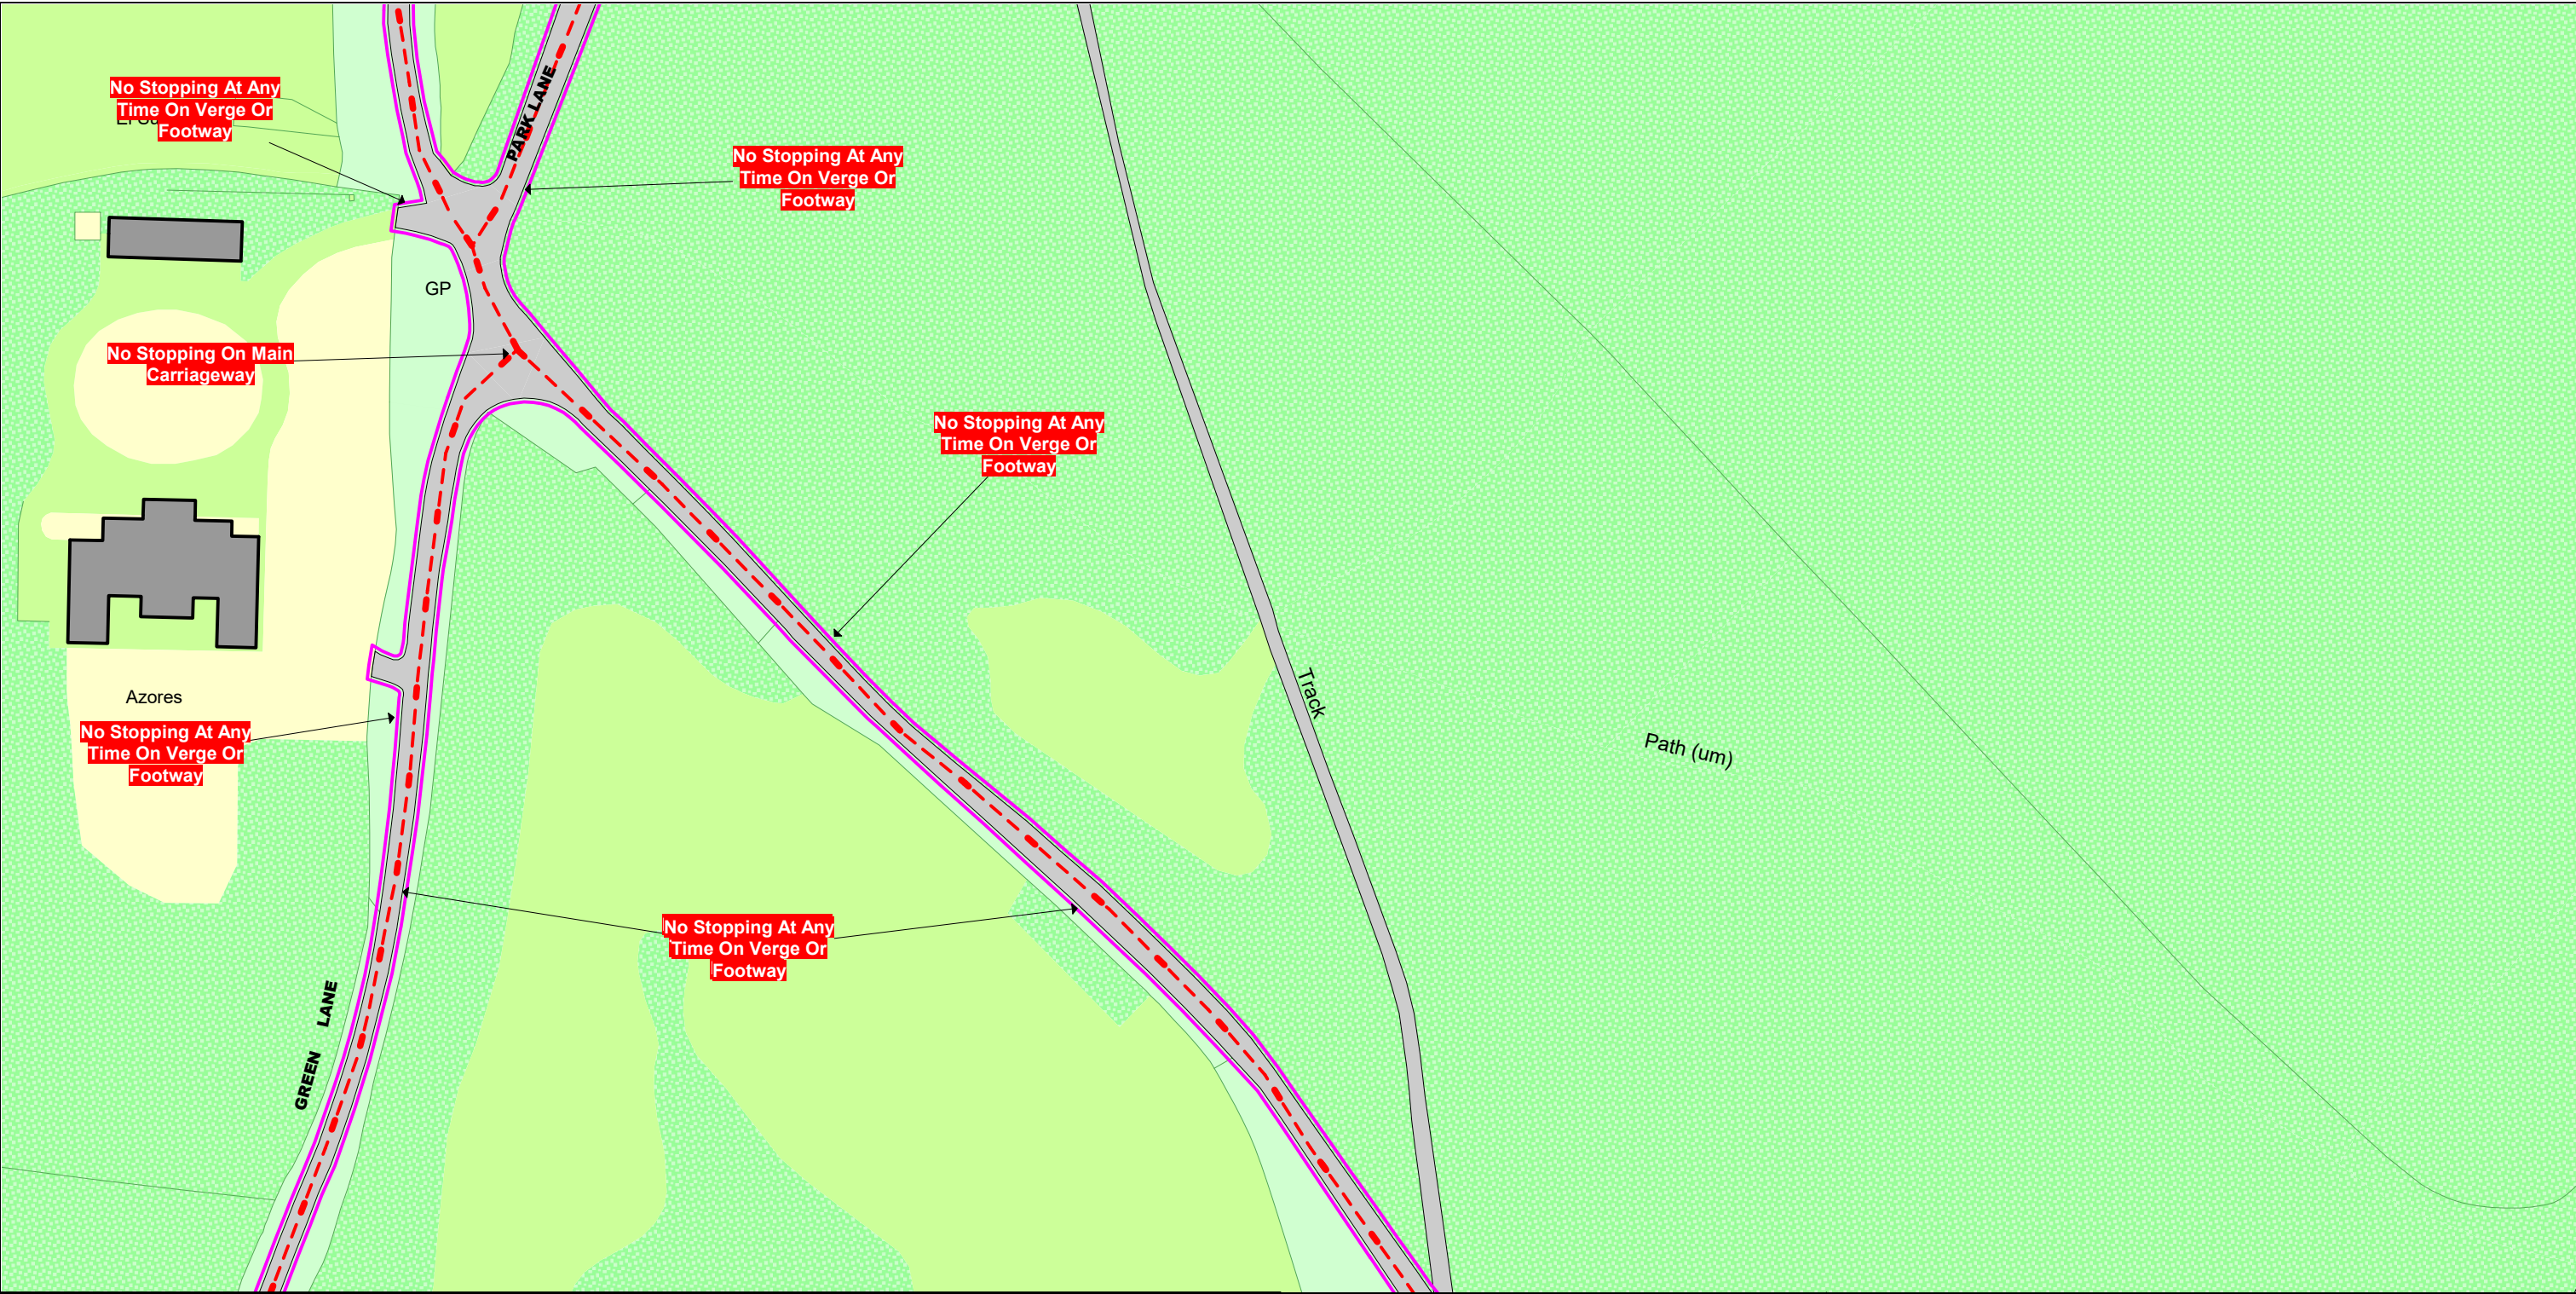 No Stopping At Any
Time On Verge Or
Footway
PARK LANE
No Stopping At Any
Time On Verge Or
Footway
GP
No Stopping On Main
Carriageway
No Stopping At Any
Time On Verge Or
Footway
Track
Azores
No Stopping At Any
Time On Verge Or
Footway
Path (um)
No Stopping At Any
Time On Verge Or
Footway
GREEN LANE